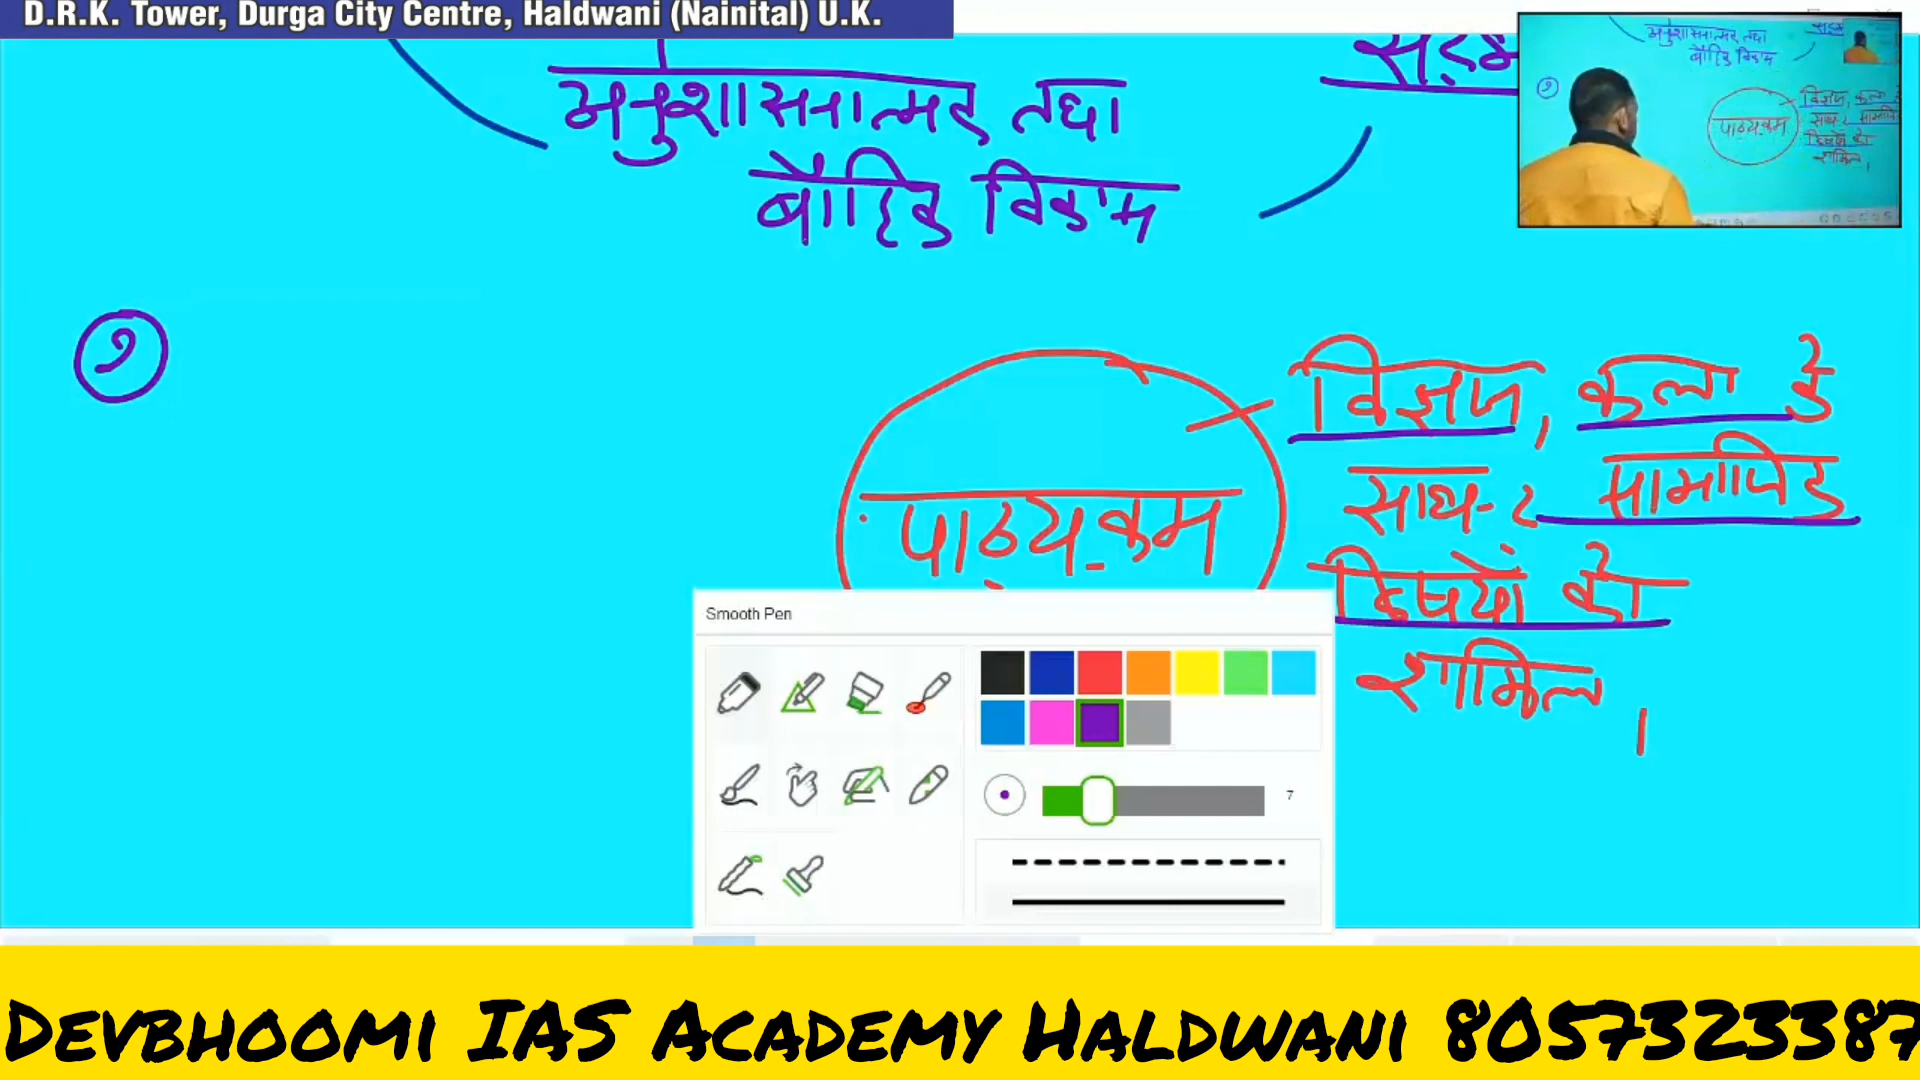 D.R.K. Tower, Durga City Centre, Haldwani (Nainital) U.K.
अनुशासनात्मक तथा
बौद्धिक विकास
विज्ञान, कला के
साथ-२ सामाजिक
विषयों को
शामिल।
पाठ्यक्रम
Smooth Pen
7
DEVBHOOMI IAS ACADEMY HALDWANI 8057323387